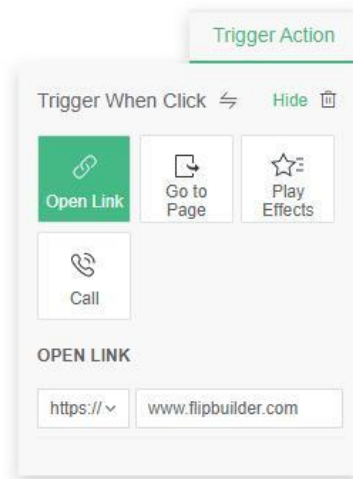 Trigger Action
Trigger When Click Hide
Open Link
Go to
Page
Play
Effects
Call
OPEN LINK
https:// www.flipbuilder.com